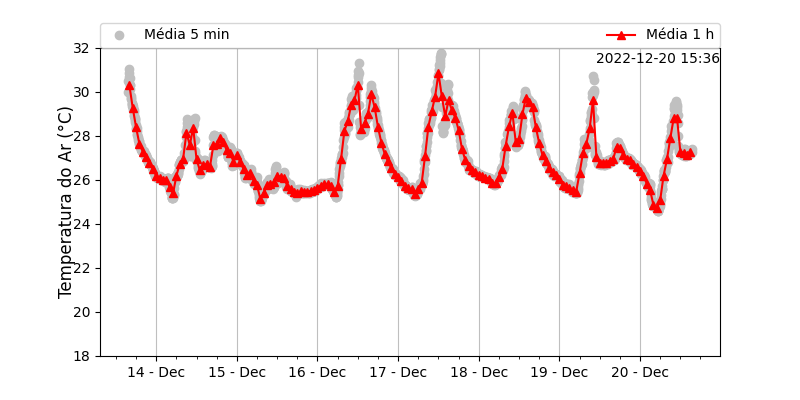 Média 5 min
Média 1 h
2022-12-20 15:36
Temperatura do Ar (°C)
32
30
28
26
24
22
20
18
14 - Dec
15 - Dec
16 - Dec
17 - Dec
18 - Dec
19 - Dec
20 - Dec